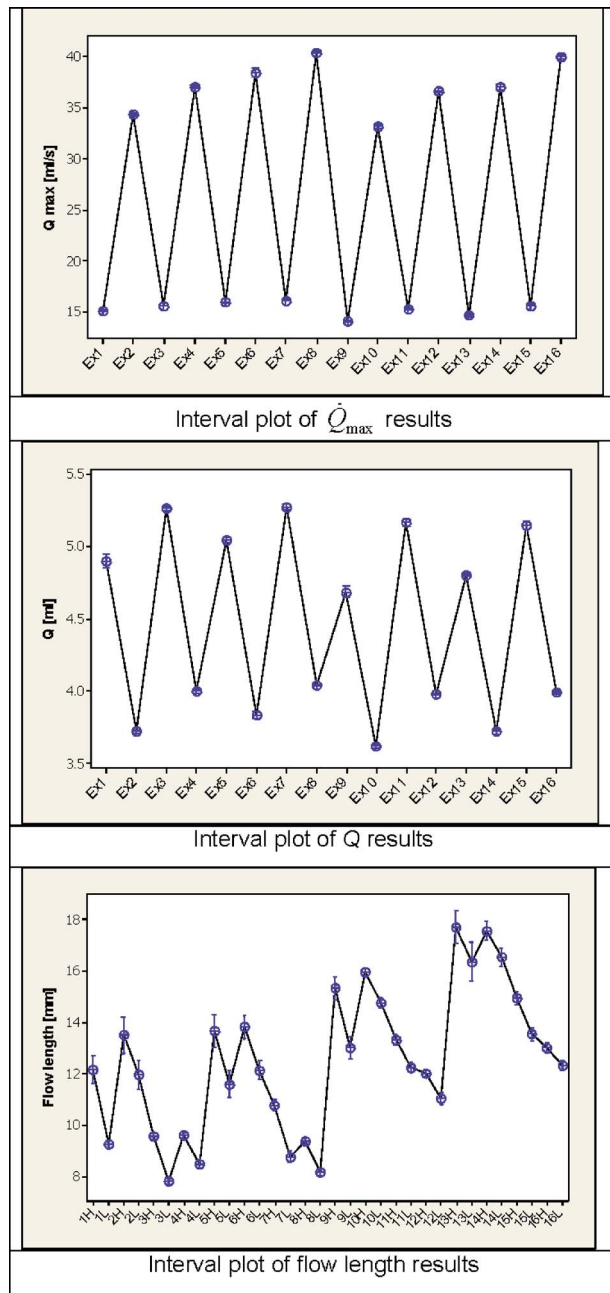 Q max [ml/s]
40
35
30
25
20
15
Ex1 Ex2 Ex3 Ex4 Ex5 Ex6 Ex7 Ex8 Ex9 Ex10 Ex11 Ex12 Ex13 Ex14 Ex15 Ex16
Interval plot of Q̇max results
Q [ml]
5.5
5.0
4.5
4.0
3.5
Ex1 Ex2 Ex3 Ex4 Ex5 Ex6 Ex7 Ex8 Ex9 Ex10 Ex11 Ex12 Ex13 Ex14 Ex15 Ex16
Interval plot of Q results
Flow length [mm]
18
16
14
12
10
8
1H 1L 2H 2L 3H 3L 4H 4L 5H 5L 6H 6L 7H 7L 8H 8L 9H 9L 10H 10L 11H 11L 12H 12L 13H 13L 14H 14L 15H 15L 16H 16L
Interval plot of flow length results